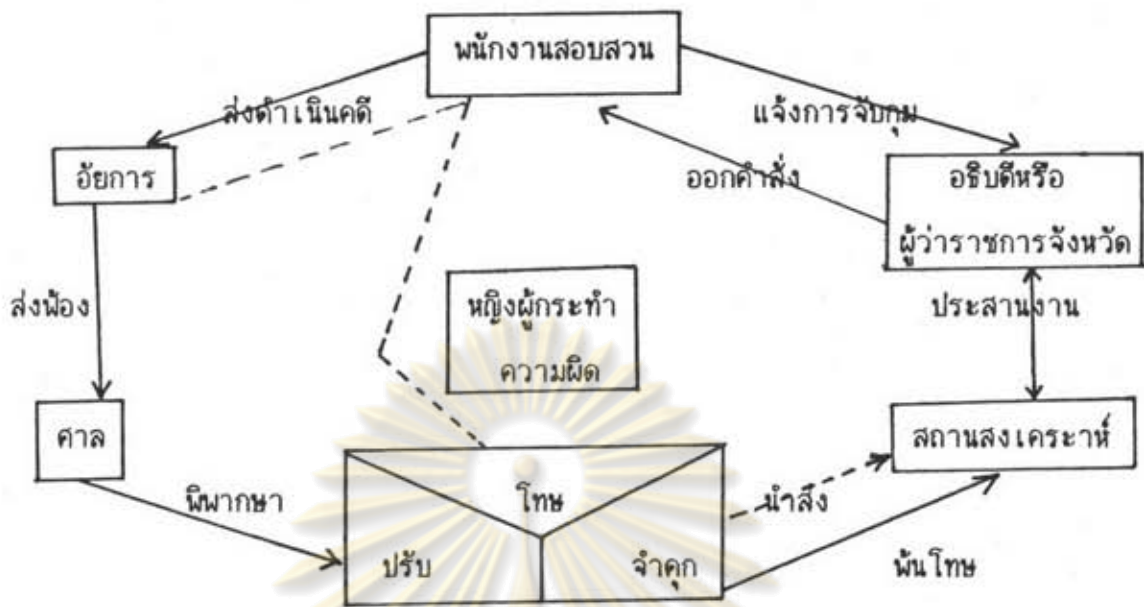 พนักงานสอบสวน
ส่งดำเนินคดี
แจ้งการจับกุม
อัยการ
ออกคำสั่ง
อธิบดีหรือ
ผู้ว่าราชการจังหวัด
ส่งฟ้อง
หญิงผู้กระทำ
ความผิด
ประสานงาน
ศาล
สถานสงเคราะห์
พิพากษา
โทษ
นำส่ง
ปรับ
จำคุก
พ้นโทษ